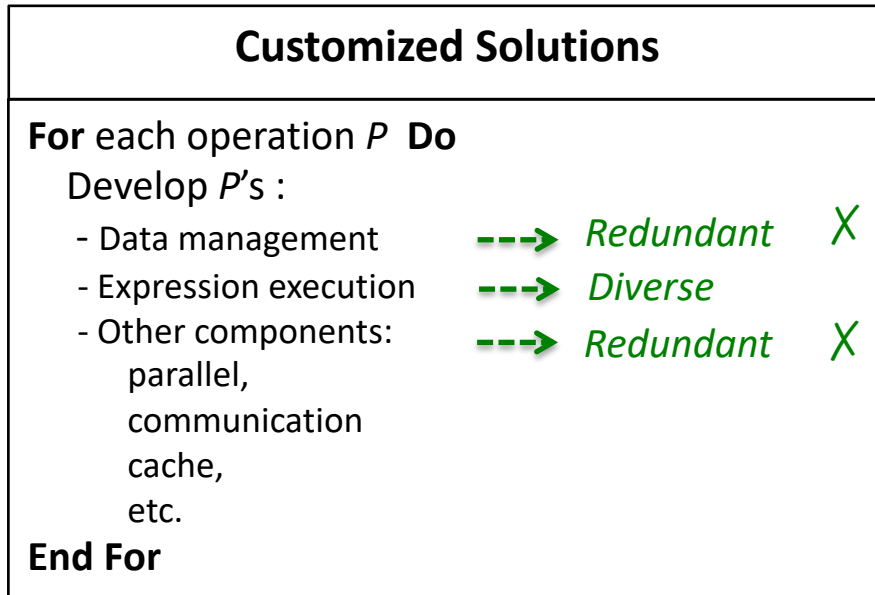 Customized Solutions
For each operation P Do
Develop P's :
- Data management Redundant ✗
- Expression execution Diverse
- Other components: Redundant ✗
parallel,
communication
cache,
etc.
End For